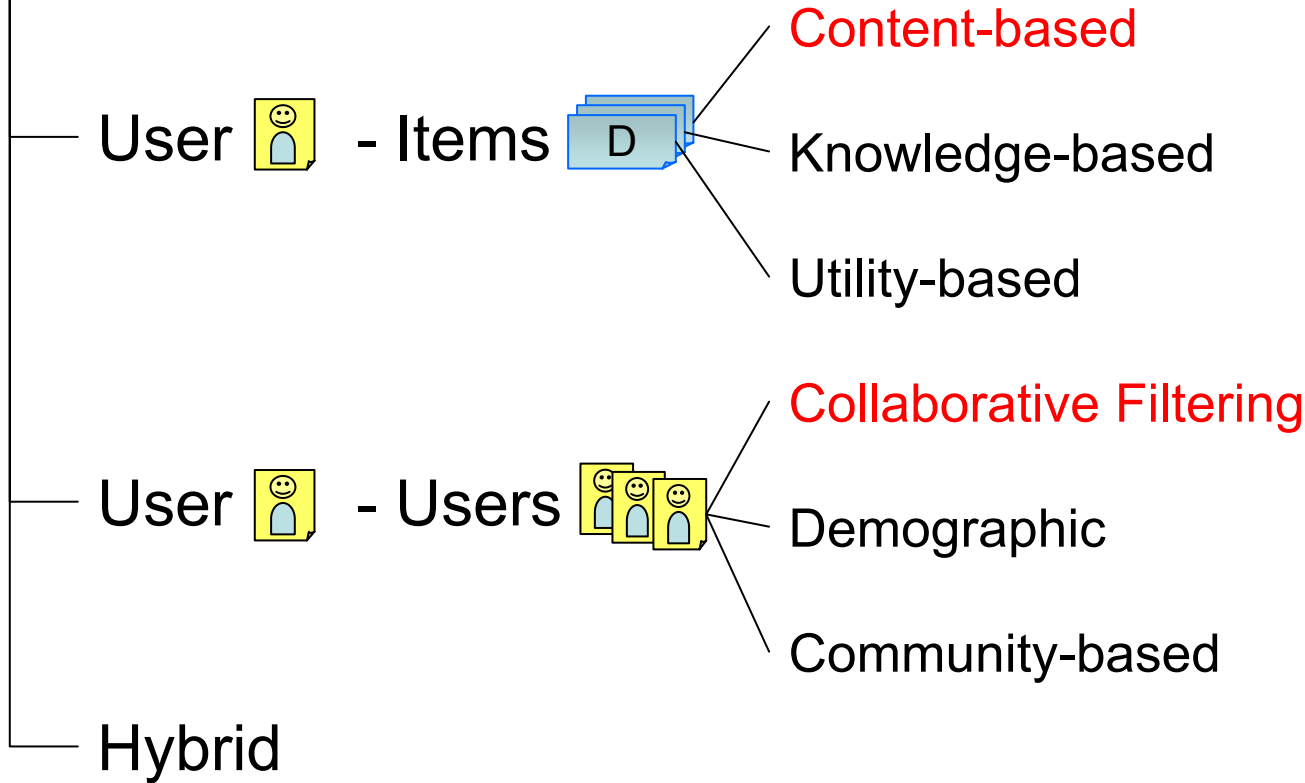 Content-based
User - Items D
Knowledge-based
Utility-based
Collaborative Filtering
User - Users
Demographic
Community-based
Hybrid